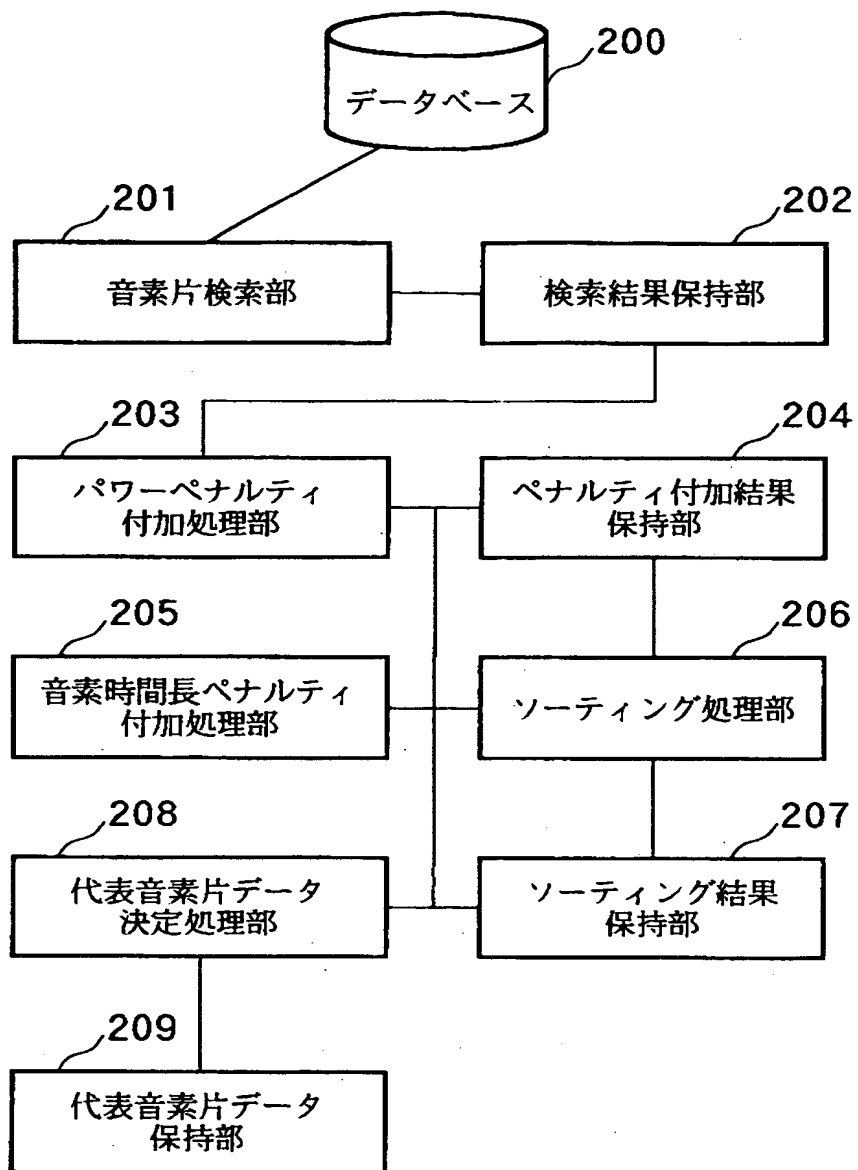 200
データベース
201
音素片検索部
202
検索結果保持部
203
パワーペナルティ
付加処理部
204
ペナルティ付加結果
保持部
205
音素時間長ペナルティ
付加処理部
206
ソーティング処理部
208
代表音素片データ
決定処理部
207
ソーティング結果
保持部
209
代表音素片データ
保持部